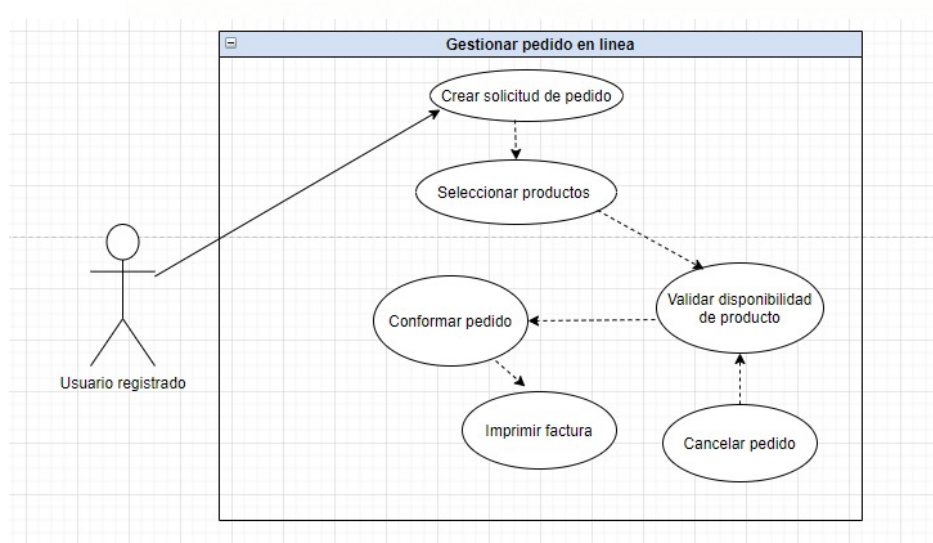 Gestionar pedido en linea
Crear solicitud de pedido
Seleccionar productos
Validar disponibilidad
de producto
Conformar pedido
Usuario registrado
Imprimir factura
Cancelar pedido